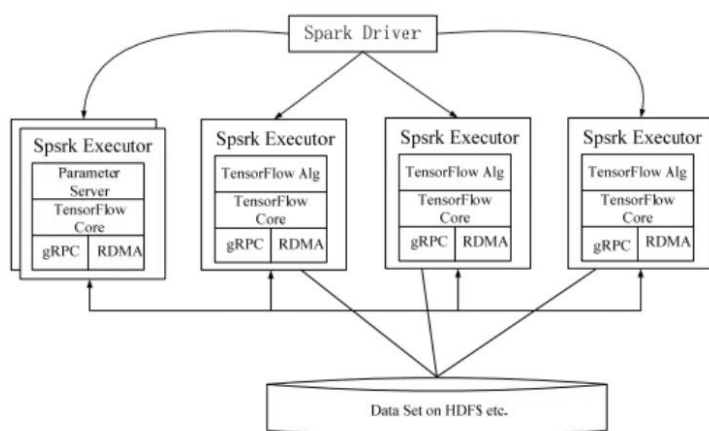 Spark Driver
Spsrk Executor
Parameter
Server
TensorFlow
Core
gRPC RDMA
Spsrk Executor
TensorFlow Alg
TensorFlow
Core
gRPC RDMA
Spsrk Executor
TensorFlow Alg
TensorFlow
Core
gRPC RDMA
Spsrk Executor
TensorFlow Alg
TensorFlow
Core
gRPC RDMA
Data Set on HDFS etc.